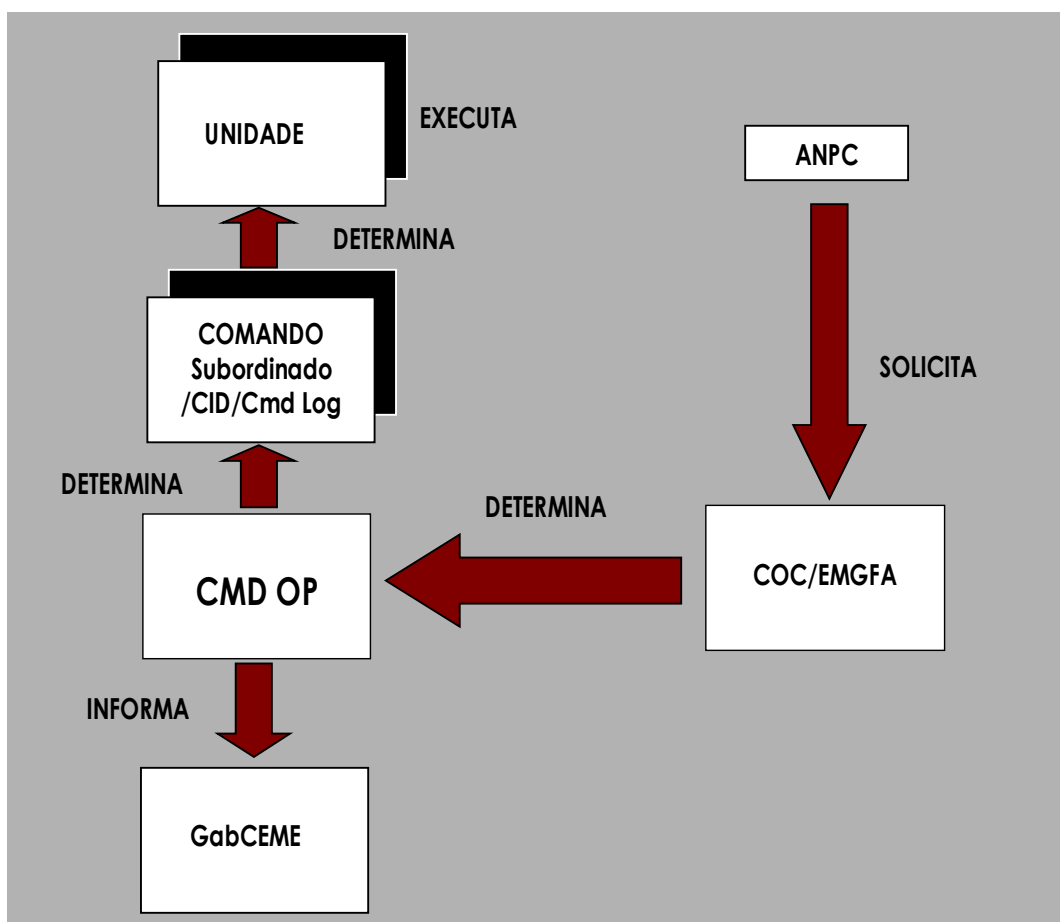 UNIDADE
EXECUTA
ANPC
DETERMINA
COMANDO
Subordinado
/CID/Cmd Log
SOLICITA
DETERMINA
DETERMINA
CMD OP
COC/EMGFA
INFORMA
GabCEME